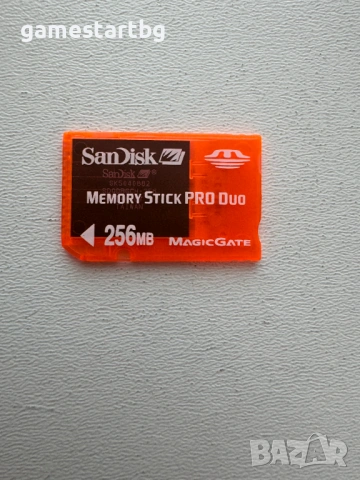 gamestartbg
SanDisk
SanDisk
MEMORY STICK PRO DUO
256MB
MAGICGATE
BAZAR
bg